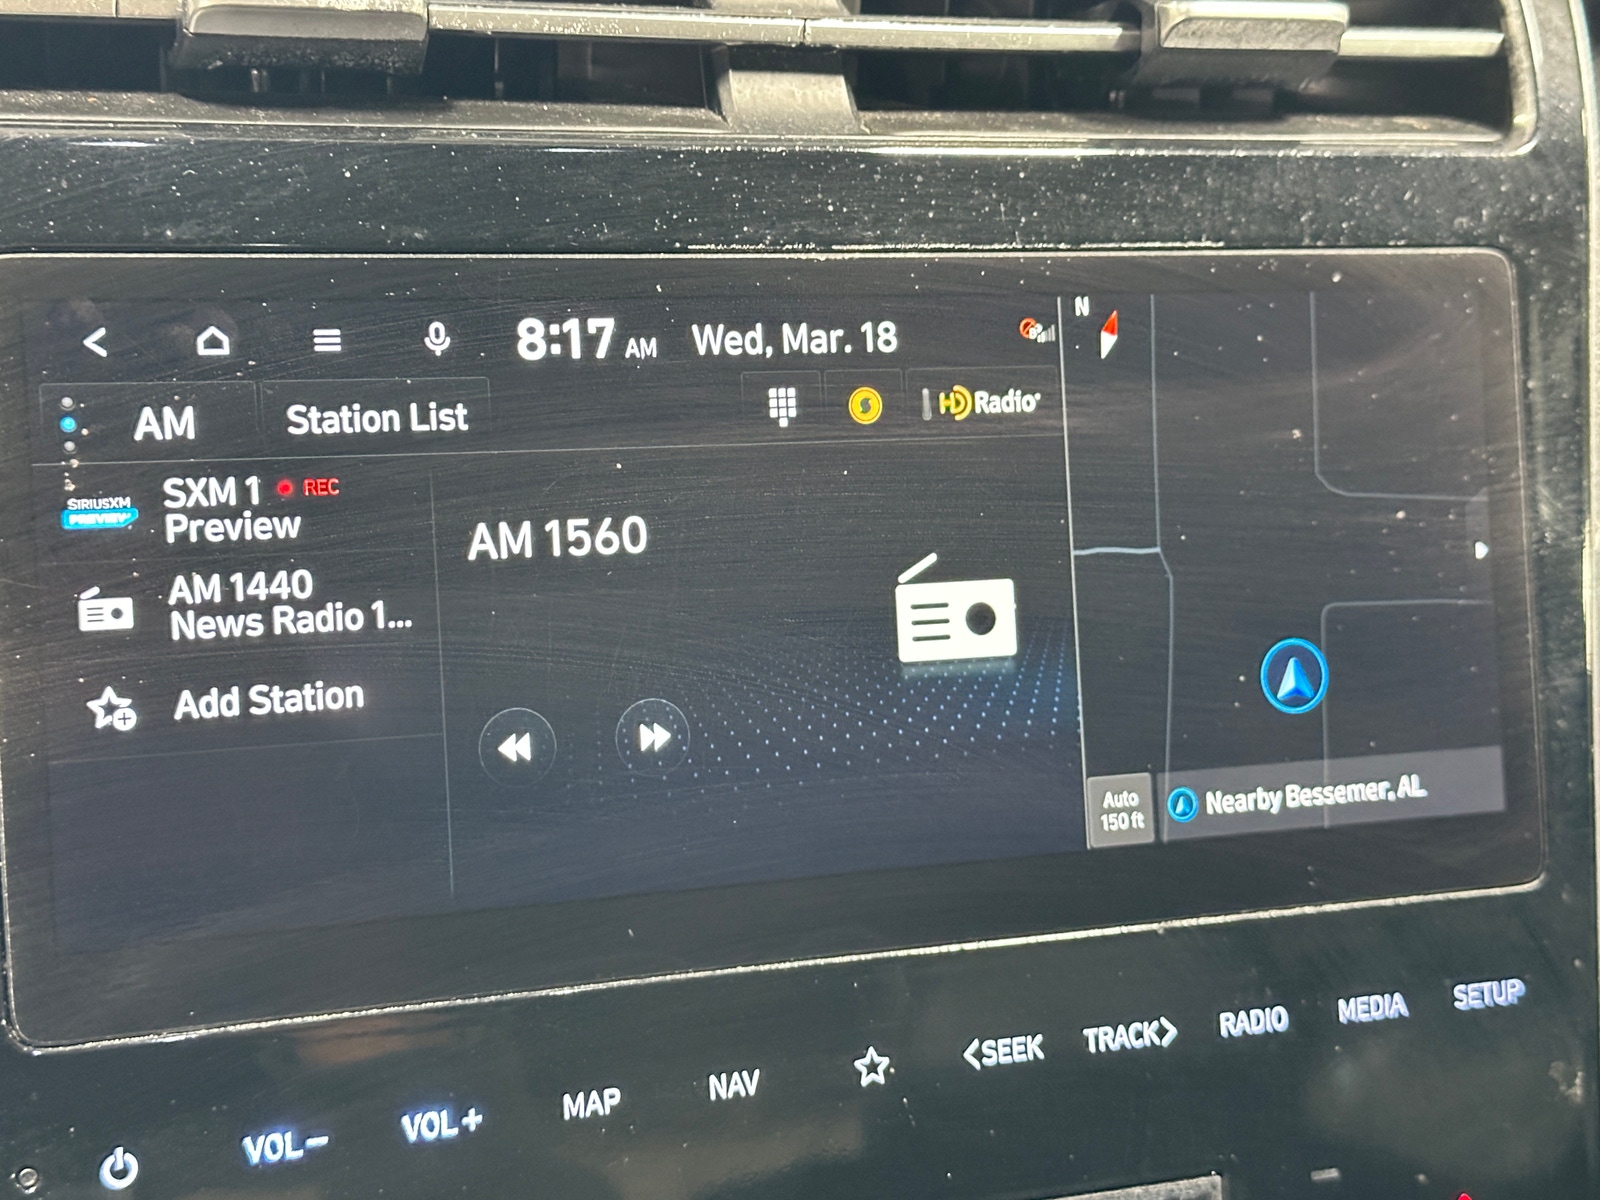 8:17 AM Wed, Mar. 18
N
AM
Station List
HD Radio
SIRIUSXM
PREVIEW
SXM 1 REC
Preview
AM 1440
News Radio 1...
Add Station
AM 1560
Auto
150 ft
Nearby Bessemer, AL
VOL−
VOL+
MAP
NAV
<SEEK
TRACK>
RADIO
MEDIA
SETUP